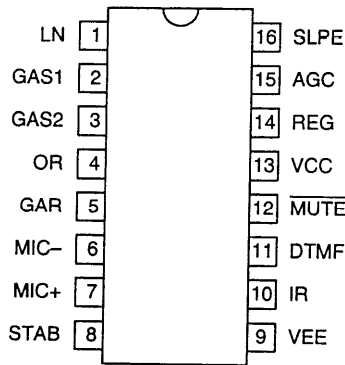 LN 1 16 SLPE
GAS1 2 15 AGC
GAS2 3 14 REG
OR 4 13 VCC
GAR 5 12 MUTE
MIC− 6 11 DTMF
MIC+ 7 10 IR
STAB 8 9 VEE